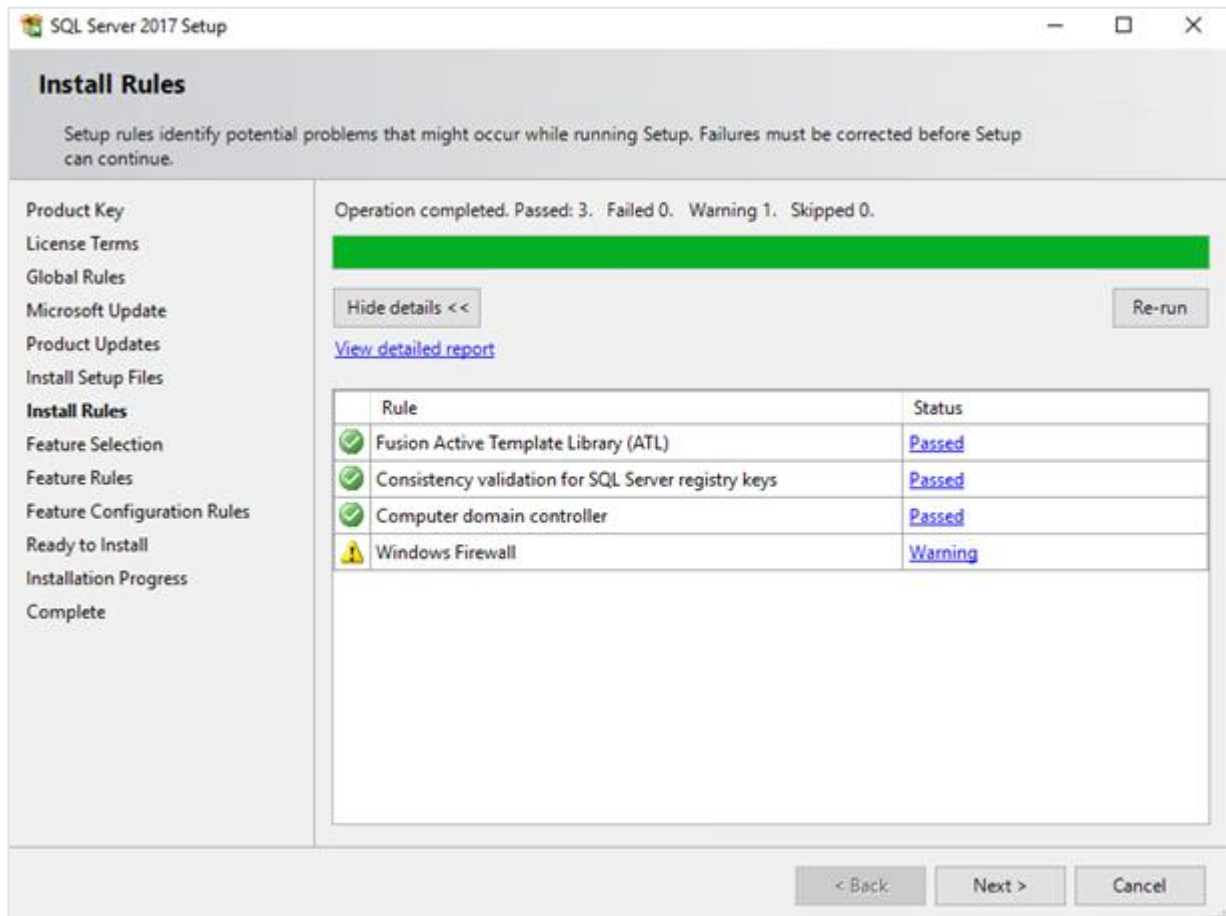 SQL Server 2017 Setup
Install Rules
Setup rules identify potential problems that might occur while running Setup. Failures must be corrected before Setup
can continue.
Product Key
License Terms
Global Rules
Microsoft Update
Product Updates
Install Setup Files
Install Rules
Feature Selection
Feature Rules
Feature Configuration Rules
Ready to Install
Installation Progress
Complete
Operation completed. Passed: 3. Failed 0. Warning 1. Skipped 0.
Hide details <<
Re-run
View detailed report
Rule Status
Fusion Active Template Library (ATL) Passed
Consistency validation for SQL Server registry keys Passed
Computer domain controller Passed
Windows Firewall Warning
< Back Next > Cancel